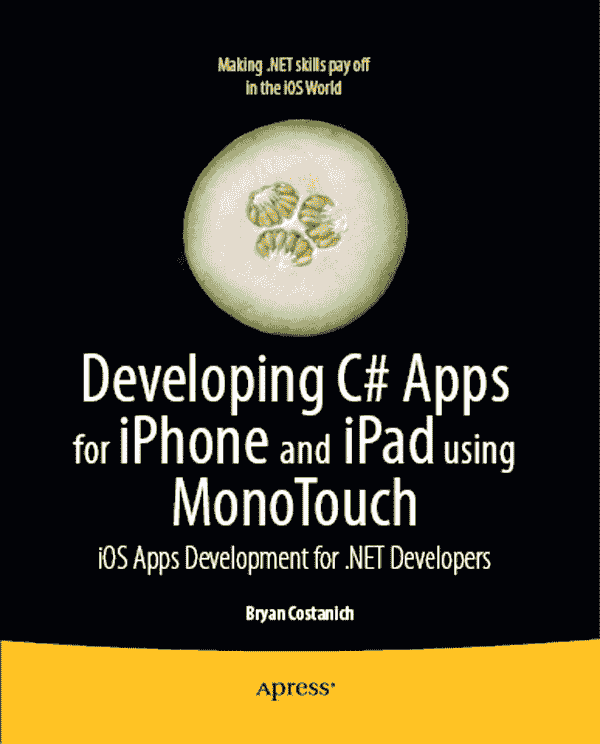 Making .NET skills pay off
in the iOS World
Developing C# Apps
for iPhone and iPad using
MonoTouch
iOS Apps Development for .NET Developers
Bryan Costanich
Apress®